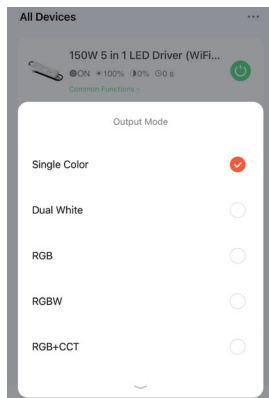 All Devices
150W 5 in 1 LED Driver (WiFi...
ON 100% 0% 0 s
Common Functions
Output Mode
Single Color
Dual White
RGB
RGBW
RGB+CCT